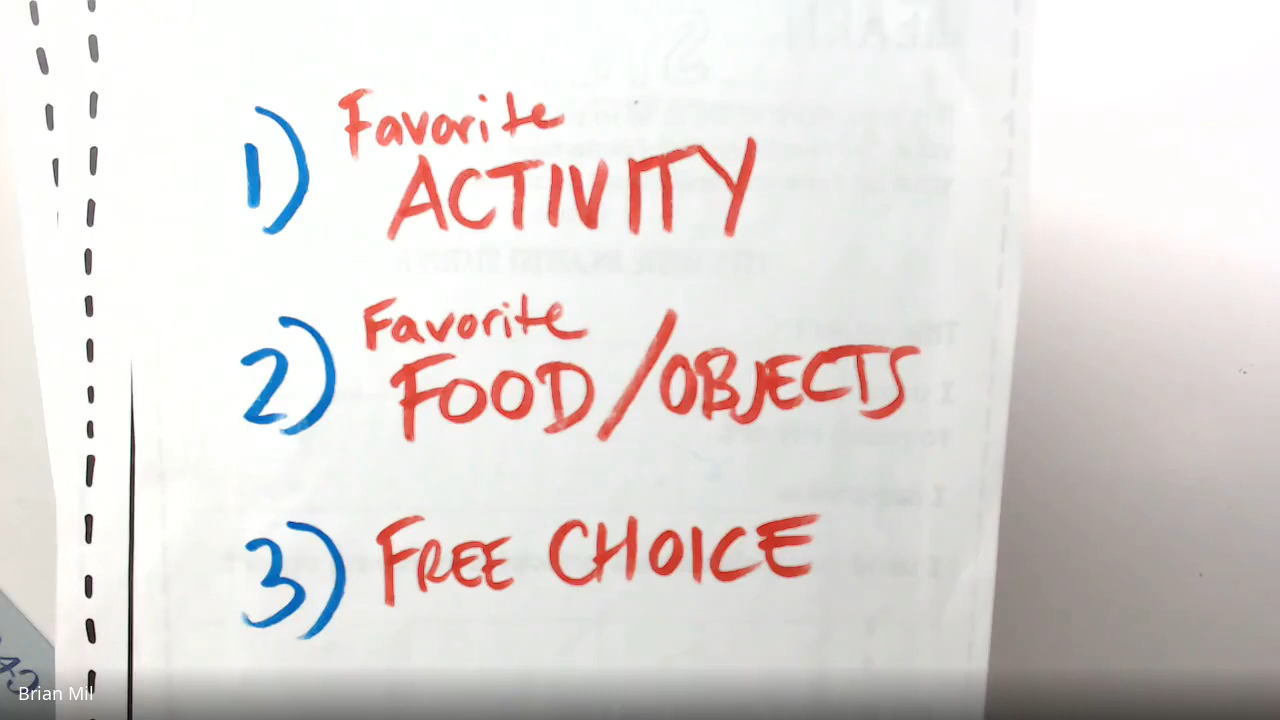 1) Favorite
ACTIVITY
2) Favorite
FOOD/OBJECTS
3) FREE CHOICE
Brian Mil